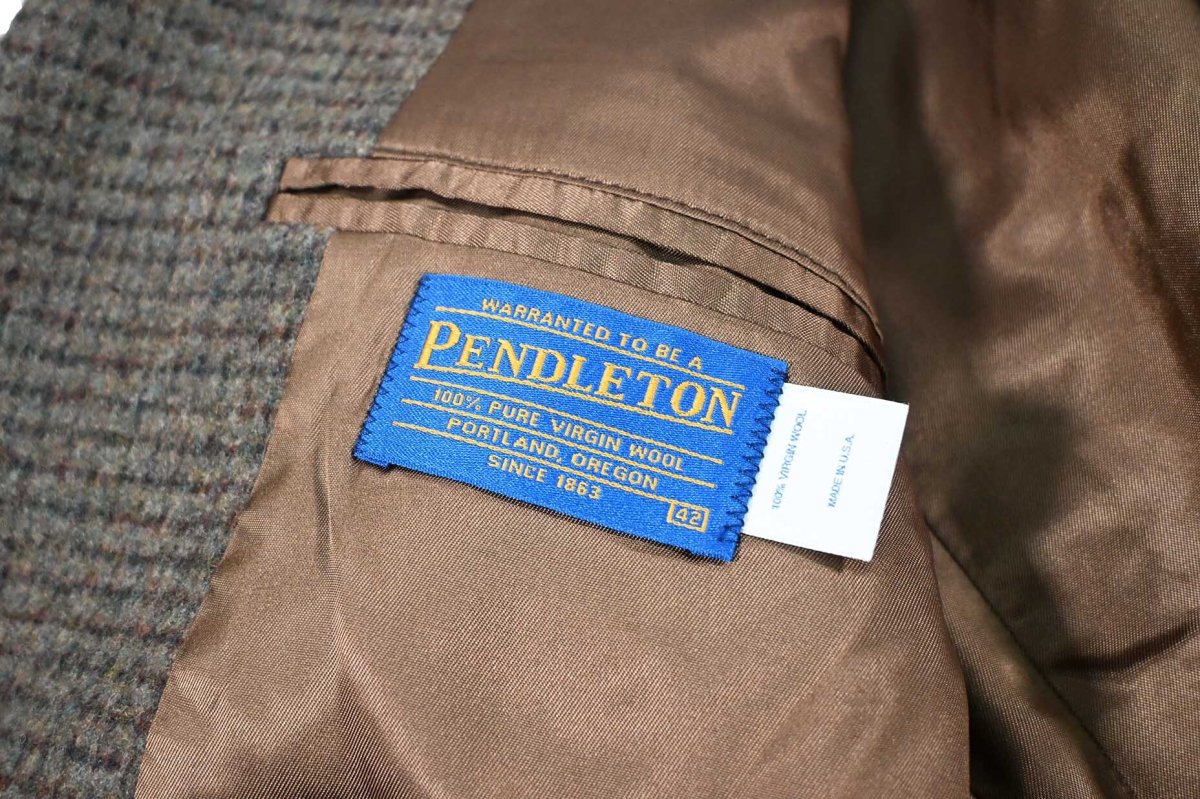 WARRANTED TO BE A
PENDLETON
100% PURE VIRGIN WOOL
PORTLAND, OREGON
SINCE 1863
42
100% VIRGIN WOOL
MADE IN U.S.A.